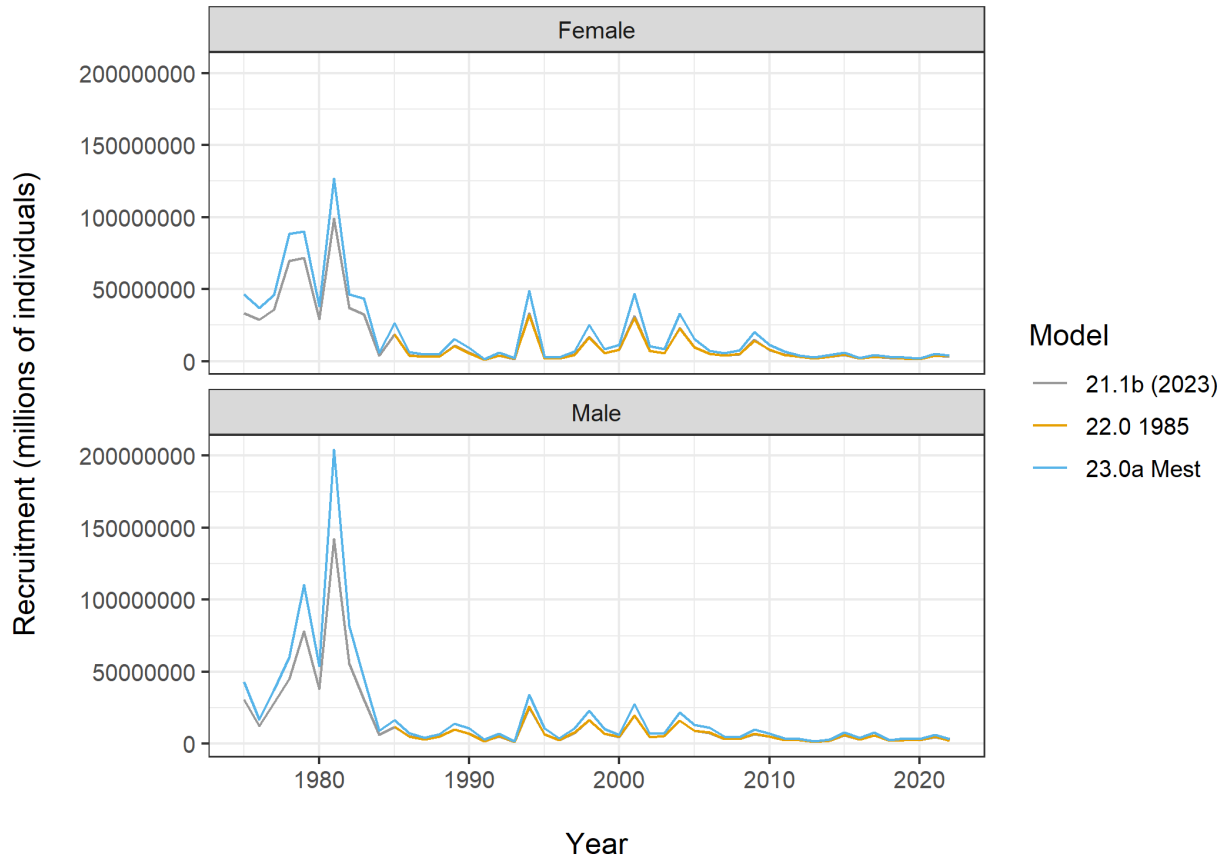 Female
200000000
150000000
100000000
50000000
0
Male
200000000
150000000
100000000
50000000
0
1980 1990 2000 2010 2020
Year
Recruitment (millions of individuals)
Model
21.1b (2023)
22.0 1985
23.0a Mest